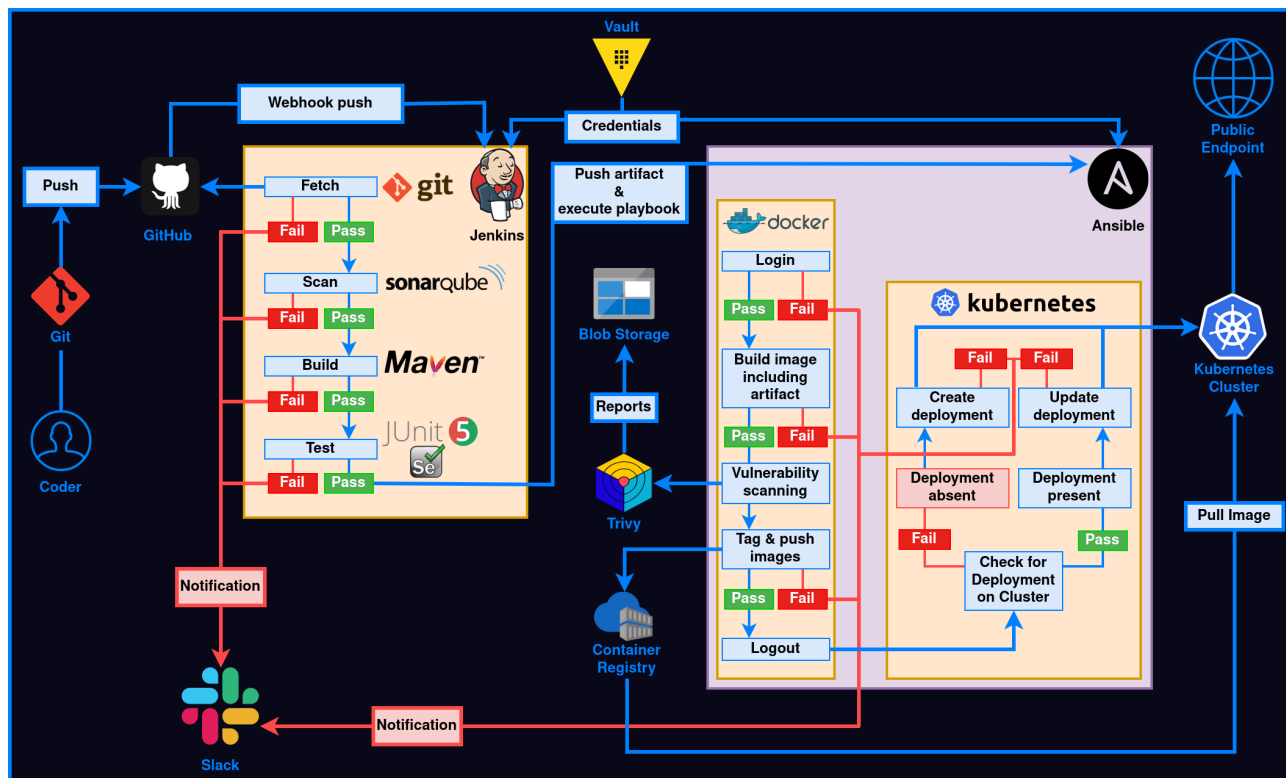 Vault
Webhook push
Credentials
Public
Endpoint
Push
GitHub
Fetch
git
Jenkins
Push artifact
&
execute playbook
Ansible
Fail
Pass
docker
Login
Scan
sonarqube
Git
Blob Storage
Fail
Pass
Pass
Fail
kubernetes
Build
Maven™
Build image
including
artifact
Fail
Fail
Kubernetes
Cluster
Fail
Pass
Reports
Create
deployment
Update
deployment
JUnit 5
Test
Se
Pass
Fail
Coder
Fail
Pass
Vulnerability
scanning
Deployment
absent
Deployment
present
Trivy
Pull Image
Tag & push
images
Fail
Pass
Check for
Deployment
on Cluster
Notification
Pass
Fail
Container
Registry
Logout
Notification
Slack